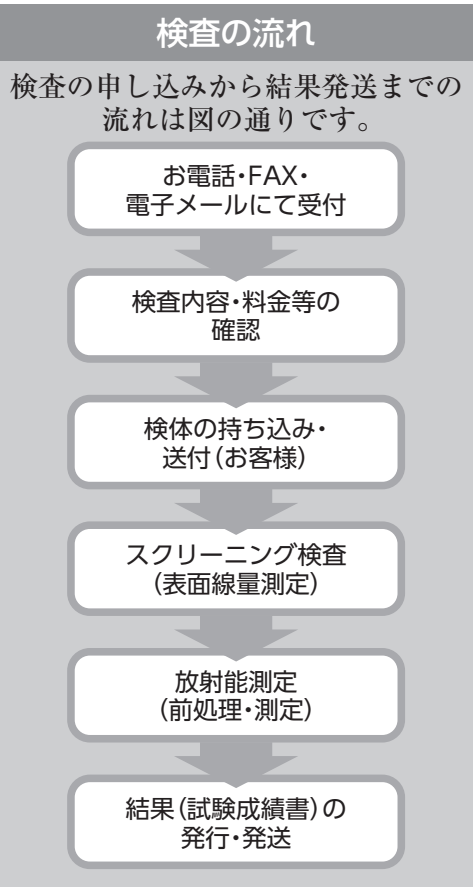 検査の流れ
検査の申し込みから結果発送までの
流れは図の通りです。
お電話・FAX・
電子メールにて受付
検査内容・料金等の
確認
検体の持ち込み・
送付(お客様)
スクリーニング検査
(表面線量測定)
放射能測定
(前処理・測定)
結果(試験成績書)の
発行・発送